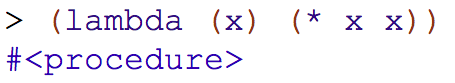 > (lambda (x) (* x x))
#<procedure>